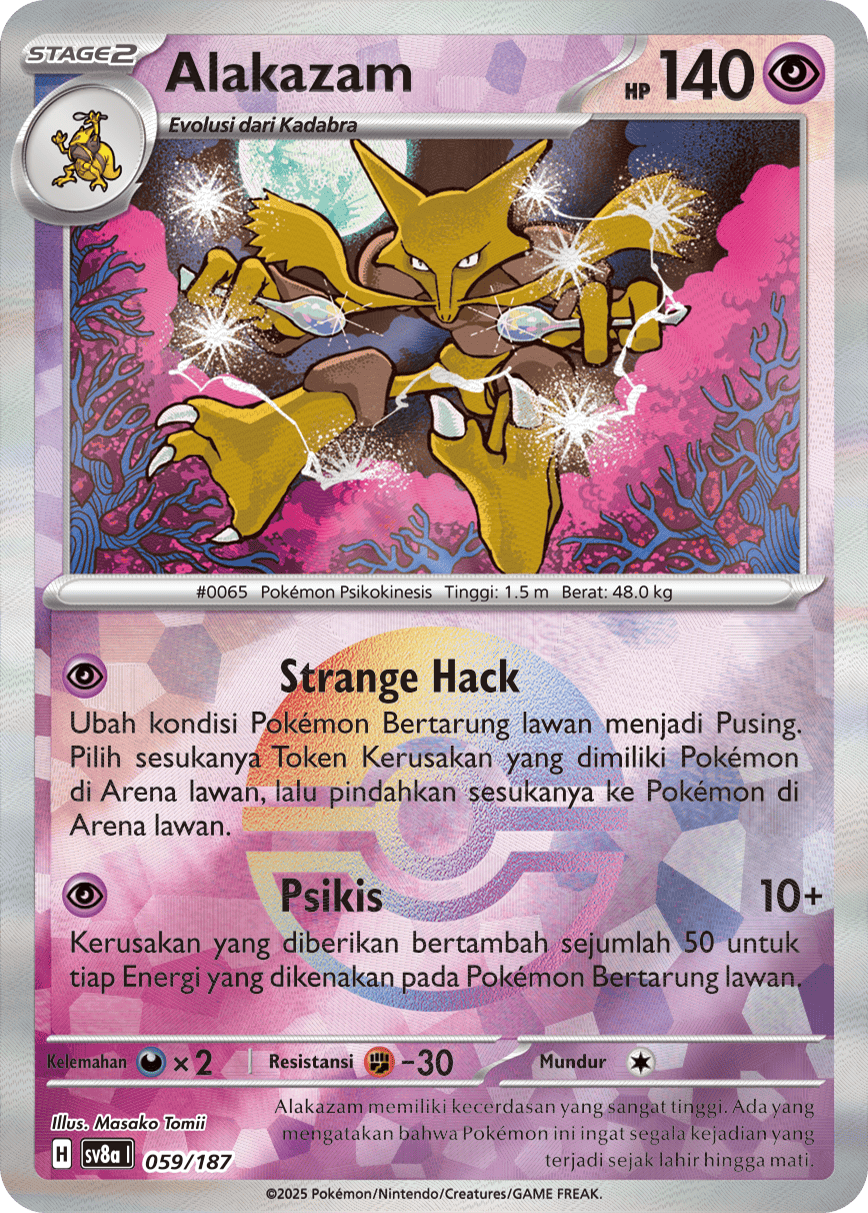 STAGE2
Alakazam
HP 140
Evolusi dari Kadabra
#0065 Pokémon Psikokinesis Tinggi: 1.5 m Berat: 48.0 kg
Strange Hack
Ubah kondisi Pokémon Bertarung lawan menjadi Pusing.
Pilih sesukanya Token Kerusakan yang dimiliki Pokémon
di Arena lawan, lalu pindahkan sesukanya ke Pokémon di
Arena lawan.
Psikis 10+
Kerusakan yang diberikan bertambah sejumlah 50 untuk
tiap Energi yang dikenakan pada Pokémon Bertarung lawan.
Kelemahan ×2 Resistansi -30 Mundur
Illus. Masako Tomii
Alakazam memiliki kecerdasan yang sangat tinggi. Ada yang
mengatakan bahwa Pokémon ini ingat segala kejadian yang
terjadi sejak lahir hingga mati.
H sv8a I 059/187
©2025 Pokémon/Nintendo/Creatures/GAME FREAK.